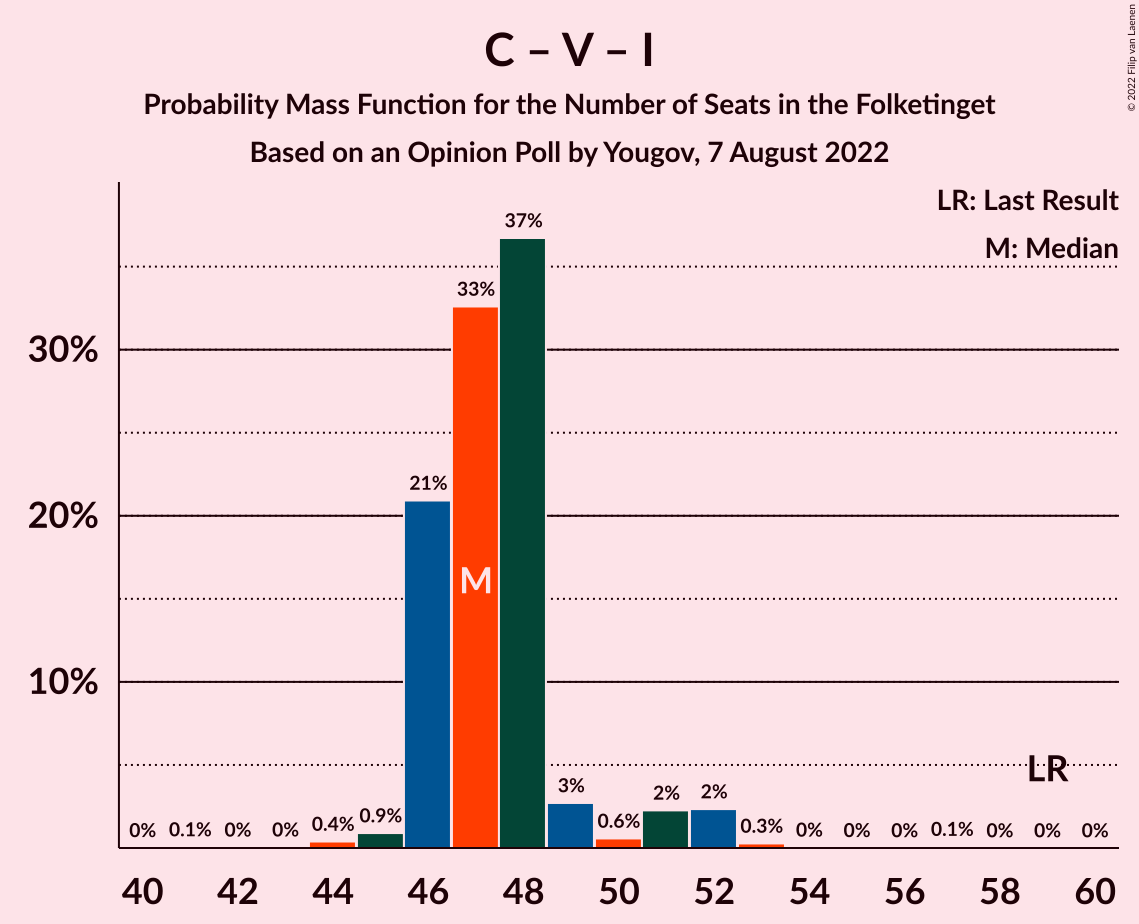 C – V – I
Probability Mass Function for the Number of Seats in the Folketinget
Based on an Opinion Poll by Yougov, 7 August 2022
© 2022 Filip van Laenen
LR: Last Result
M: Median
30%
20%
10%
0% 0.1% 0% 0% 0.4% 0.9% 21% 33% 37% 3% 0.6% 2% 2% 0.3% 0% 0% 0% 0.1% 0% 0% 0%
M
LR
40 42 44 46 48 50 52 54 56 58 60